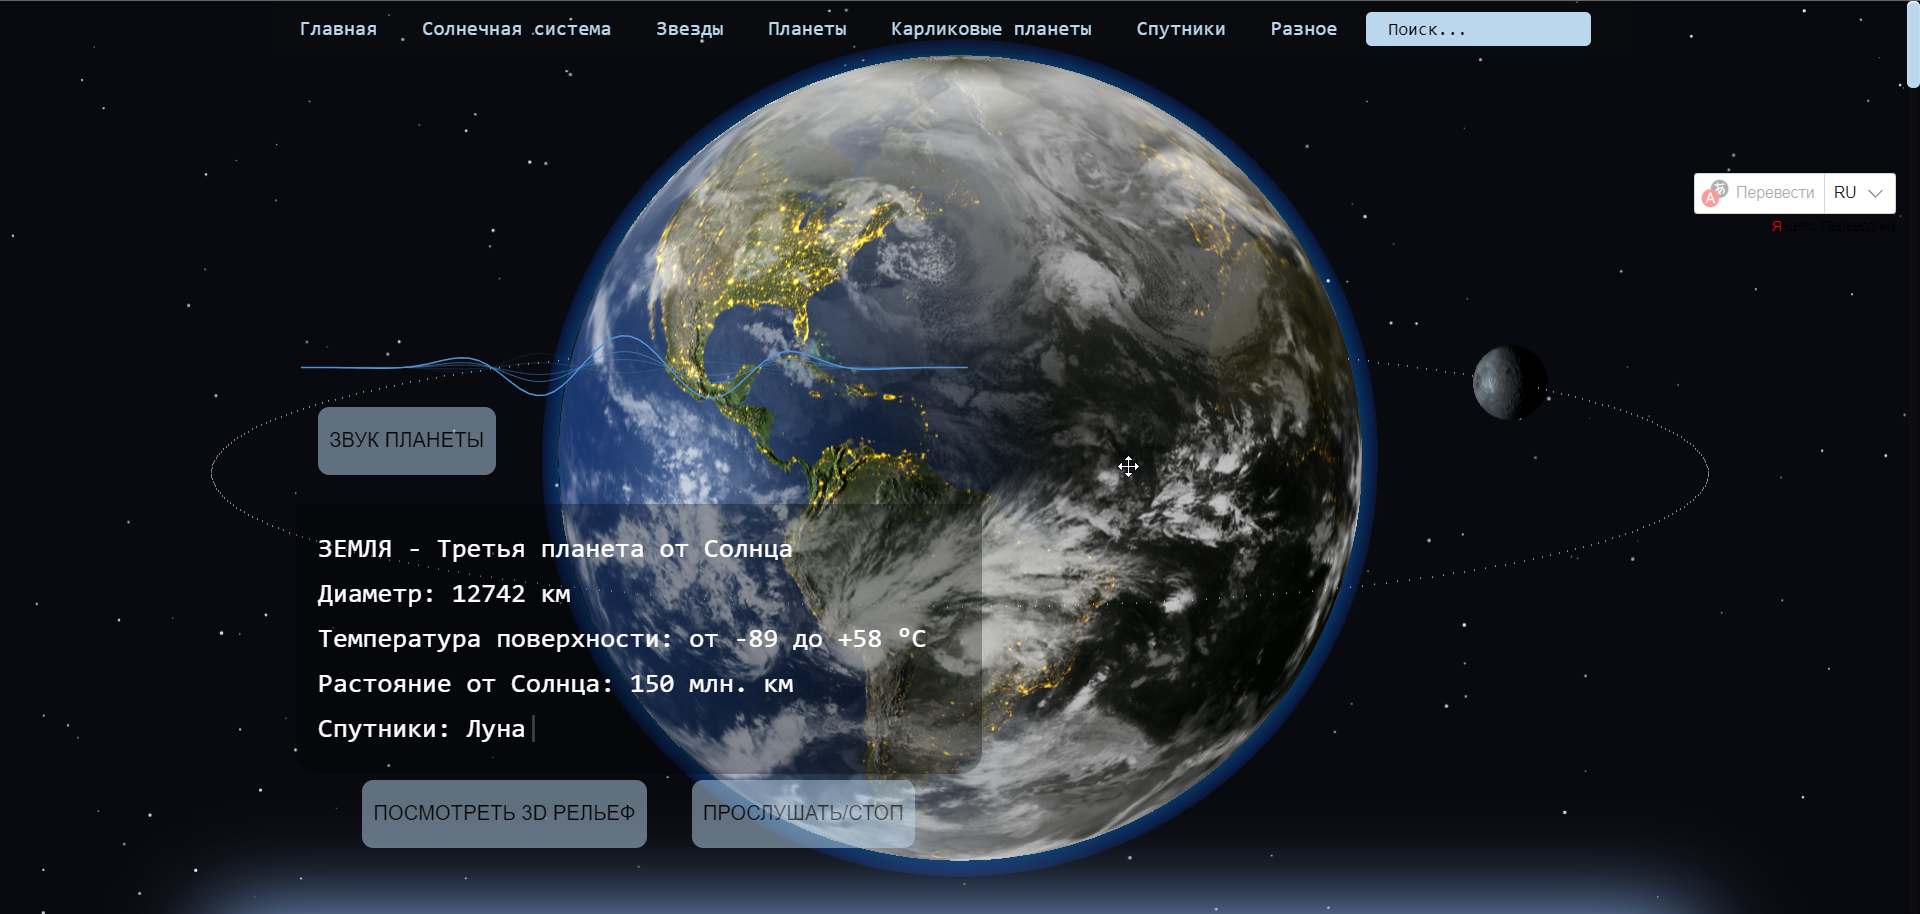 Главная Солнечная система Звезды Планеты Карликовые планеты Спутники Разное Поиск...
Перевести RU
ЗВУК ПЛАНЕТЫ
ЗЕМЛЯ - Третья планета от Солнца
Диаметр: 12742 км
Температура поверхности: от -89 до +58 °C
Растояние от Солнца: 150 млн. км
Спутники: Луна
ПОСМОТРЕТЬ 3D РЕЛЬЕФ ПРОСЛУШАТЬ/СТОП